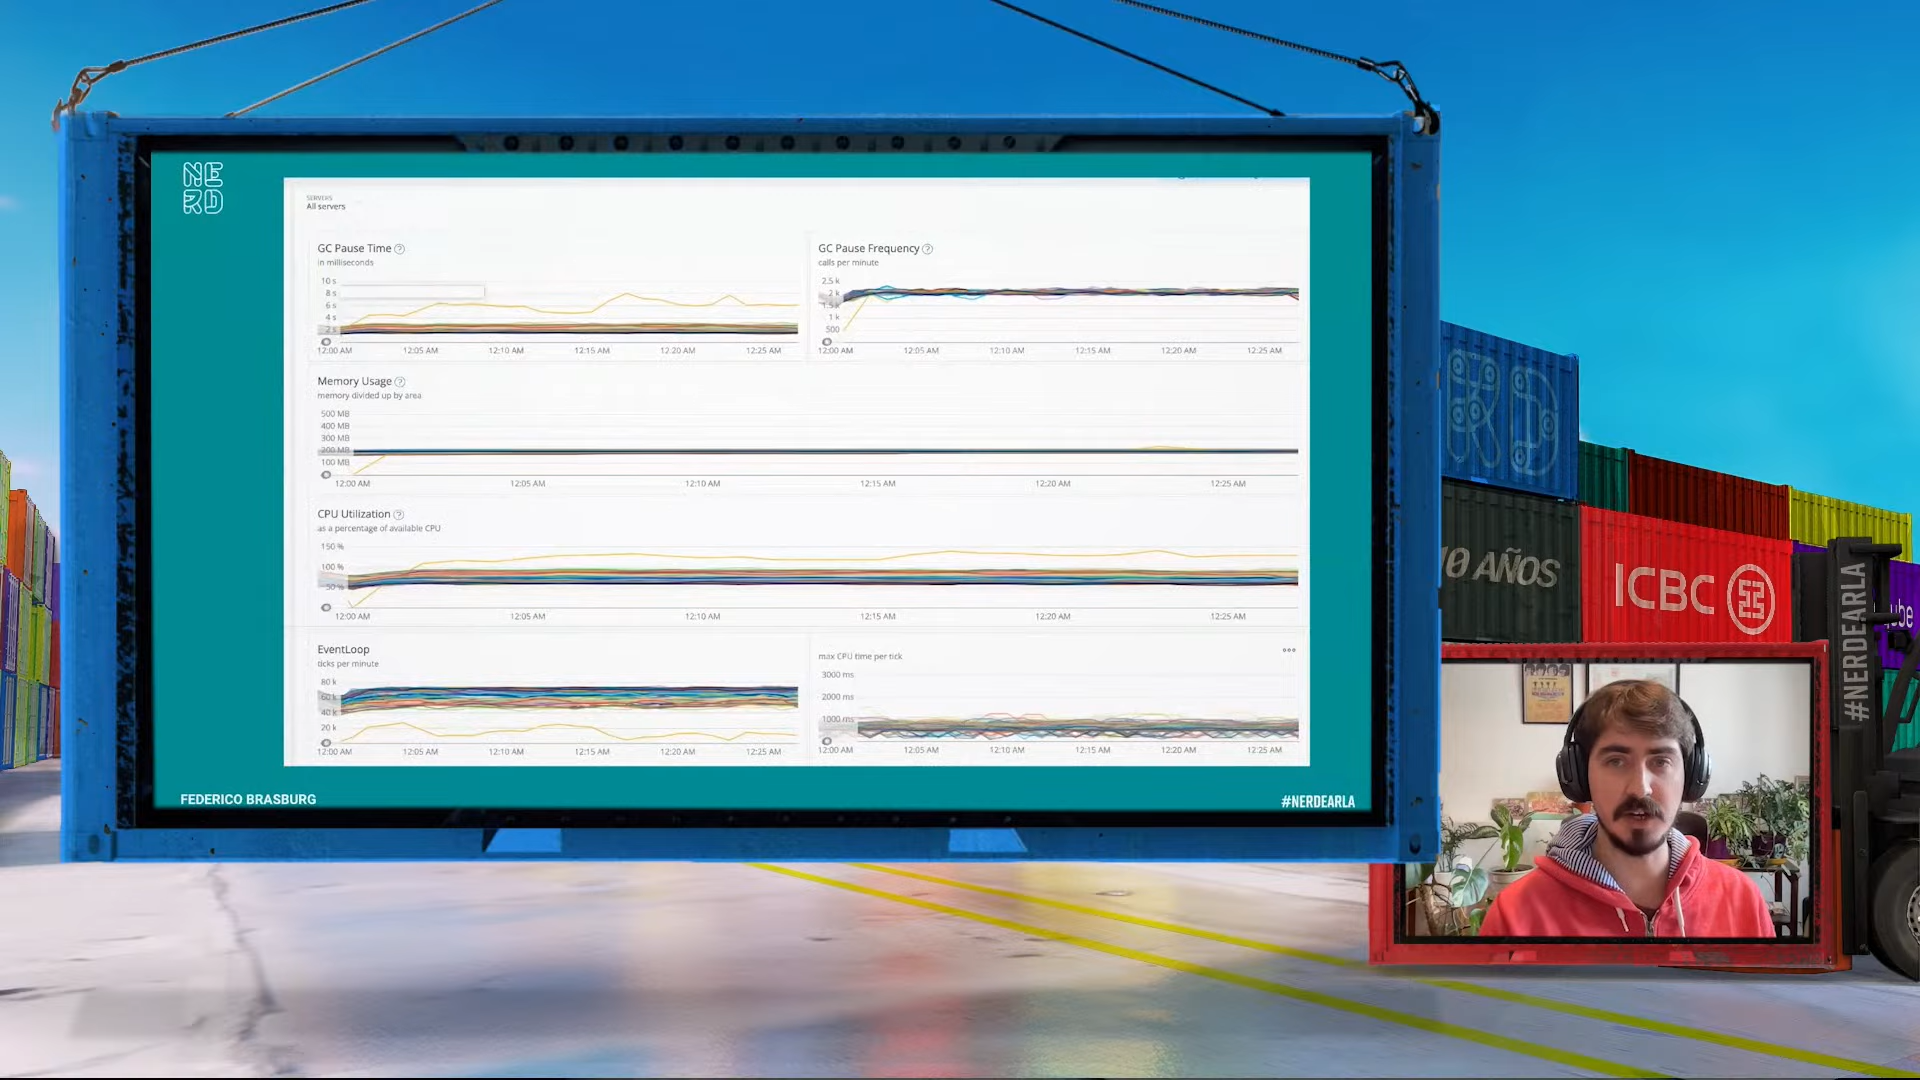 NE
RD
SERVERS
All servers
GC Pause Time ?
in milliseconds
10 s
8 s
6 s
4 s
2 s
0
12:00 AM 12:05 AM 12:10 AM 12:15 AM 12:20 AM 12:25 AM
GC Pause Frequency ?
calls per minute
2.5 k
2 k
1.5 k
1 k
500
0
12:00 AM 12:05 AM 12:10 AM 12:15 AM 12:20 AM 12:25 AM
Memory Usage ?
memory divided up by area
500 MB
400 MB
300 MB
200 MB
100 MB
0
12:00 AM 12:05 AM 12:10 AM 12:15 AM 12:20 AM 12:25 AM
CPU Utilization ?
as a percentage of available CPU
150 %
100 %
50 %
0
12:00 AM 12:05 AM 12:10 AM 12:15 AM 12:20 AM 12:25 AM
EventLoop
ticks per minute
80 k
60 k
40 k
20 k
0
12:00 AM 12:05 AM 12:10 AM 12:15 AM 12:20 AM 12:25 AM
max CPU time per tick
3000 ms
2000 ms
1000 ms
0
12:00 AM 12:05 AM 12:10 AM 12:15 AM 12:20 AM 12:25 AM
FEDERICO BRASBURG
#NERDEARLA
RD
10 AÑOS
ICBC
#NERDEARLA